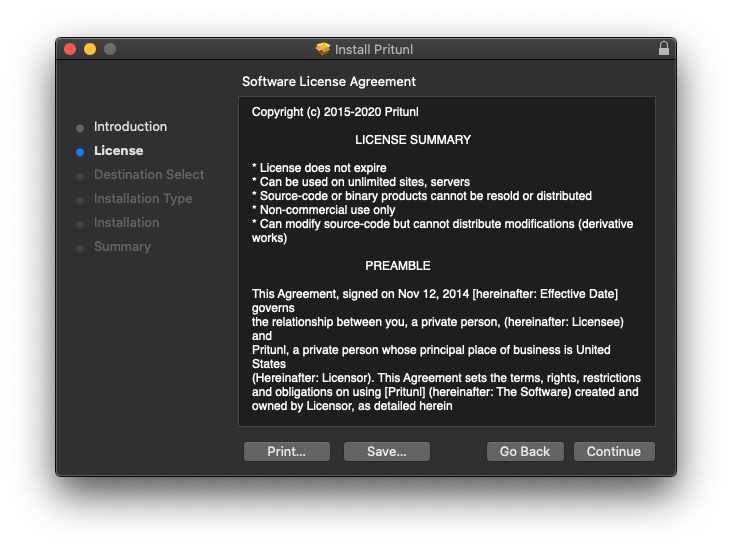 Install Pritunl
Software License Agreement
Introduction
License
Destination Select
Installation Type
Installation
Summary
Copyright (c) 2015-2020 Pritunl
LICENSE SUMMARY
* License does not expire
* Can be used on unlimited sites, servers
* Source-code or binary products cannot be resold or distributed
* Non-commercial use only
* Can modify source-code but cannot distribute modifications (derivative
works)
PREAMBLE
This Agreement, signed on Nov 12, 2014 [hereinafter: Effective Date]
governs
the relationship between you, a private person, (hereinafter: Licensee)
and
Pritunl, a private person whose principal place of business is United
States
(Hereinafter: Licensor). This Agreement sets the terms, rights, restrictions
and obligations on using [Pritunl] (hereinafter: The Software) created and
owned by Licensor, as detailed herein
Print...
Save...
Go Back
Continue